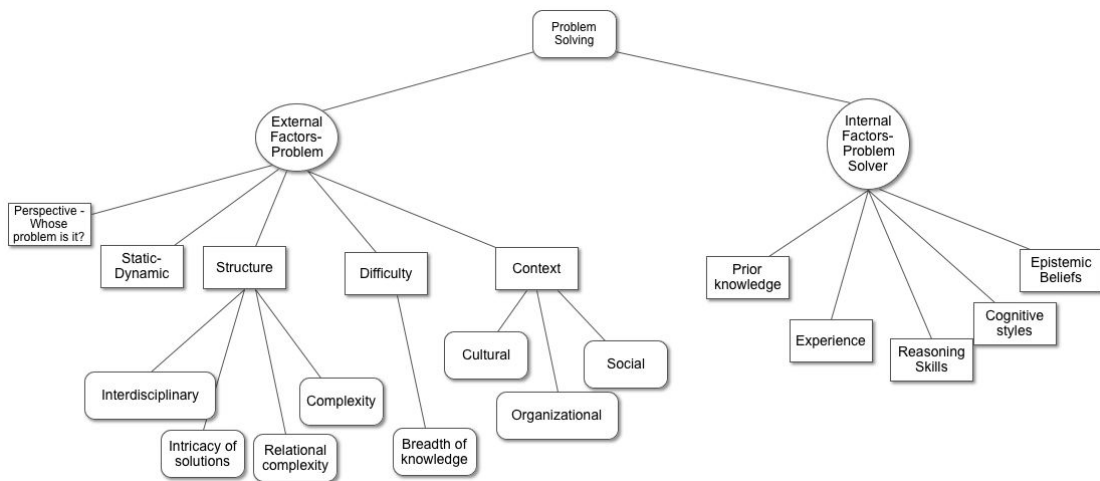 Problem
Solving
External
Factors-
Problem
Internal
Factors-
Problem
Solver
Perspective -
Whose
problem is it?
Static-
Dynamic
Structure
Difficulty
Context
Prior
knowledge
Experience
Reasoning
Skills
Cognitive
styles
Epistemic
Beliefs
Interdisciplinary
Intricacy of
solutions
Relational
complexity
Complexity
Breadth of
knowledge
Cultural
Organizational
Social